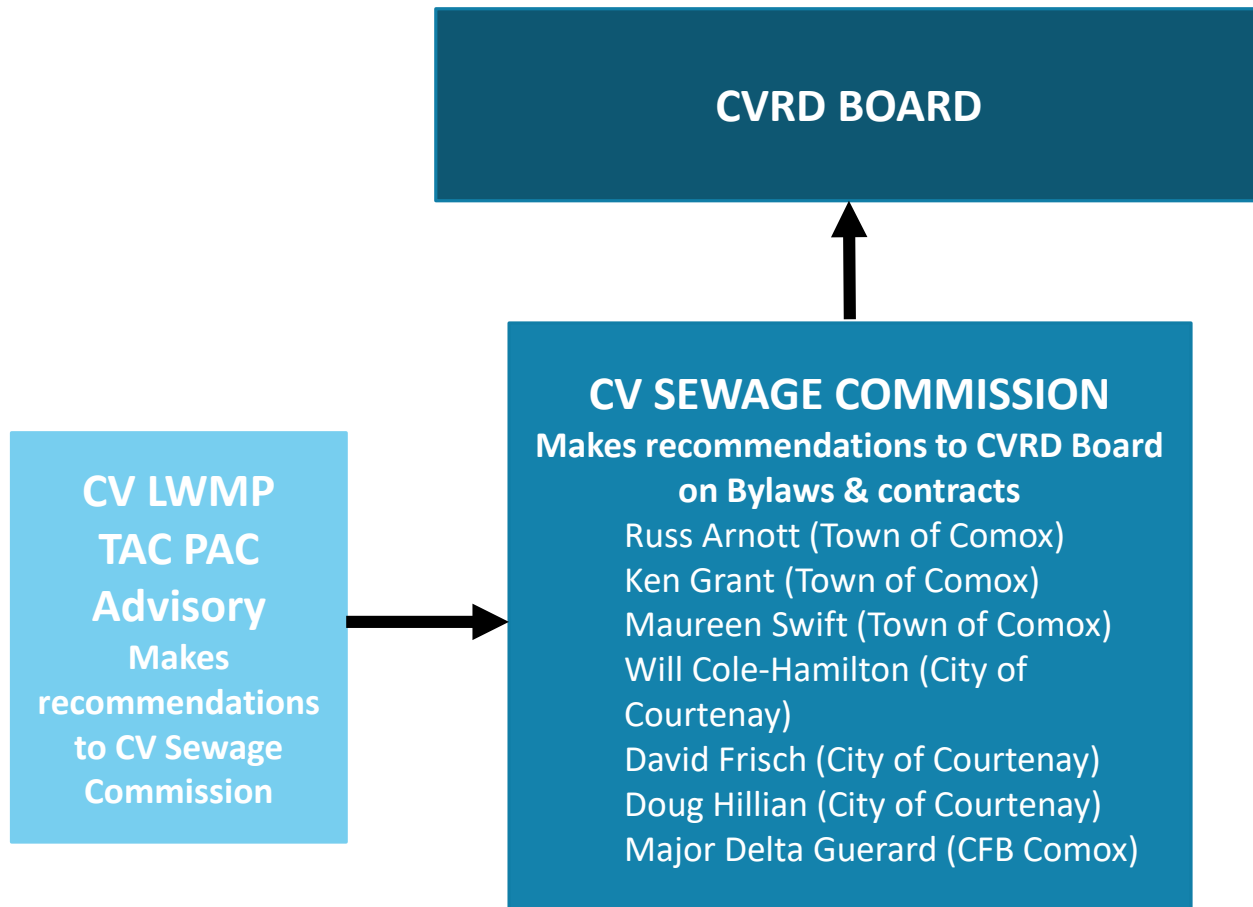 CVRD BOARD
CV LWMP
TAC PAC
Advisory
Makes
recommendations
to CV Sewage
Commission
CV SEWAGE COMMISSION
Makes recommendations to CVRD Board
on Bylaws & contracts
Russ Arnott (Town of Comox)
Ken Grant (Town of Comox)
Maureen Swift (Town of Comox)
Will Cole-Hamilton (City of
Courtenay)
David Frisch (City of Courtenay)
Doug Hillian (City of Courtenay)
Major Delta Guerard (CFB Comox)